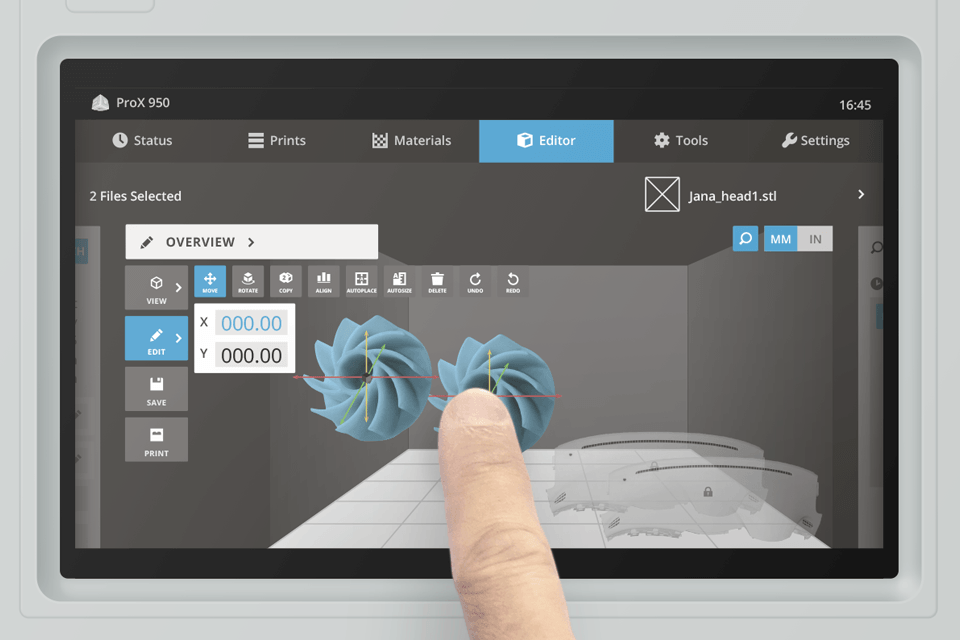 ProX 950
16:45
Status
Prints
Materials
Editor
Tools
Settings
2 Files Selected
Jana_head1.stl
OVERVIEW
MM
IN
H
VIEW
EDIT
SAVE
PRINT
MOVE
ROTATE
COPY
ALIGN
AUTOPLACE
AUTOSIZE
DELETE
UNDO
REDO
X 000.00
Y 000.00